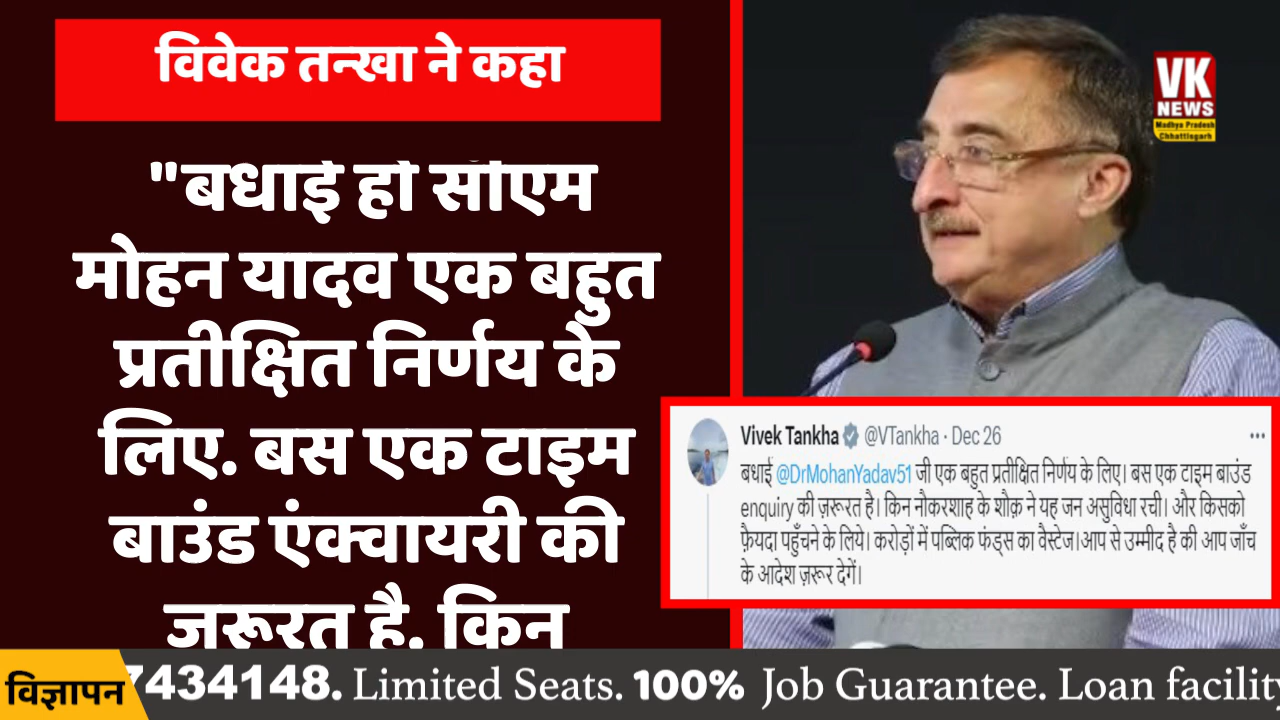 विवेक तन्खा ने कहा
"बधाई हो सीएम
मोहन यादव एक बहुत
प्रतीक्षित निर्णय के
लिए. बस एक टाइम
बाउंड एंक्वायरी की
जरूरत है. किन
VK
NEWS
Madhya Pradesh
Chhattisgarh
Vivek Tankha @VTankha · Dec 26
बधाई @DrMohanYadav51 जी एक बहुत प्रतीक्षित निर्णय के लिए। बस एक टाइम बाउंड
enquiry की ज़रूरत है। किन नौकरशाह के शौक़ ने यह जन असुविधा रची। और किसको
फ़ैयदा पहुँचने के लिये। करोड़ों में पब्लिक फंड्स का वैस्टेज।आप से उम्मीद है की आप जाँच
के आदेश ज़रूर देगें।
विज्ञापन
7434148. Limited Seats. 100% Job Guarantee. Loan facility